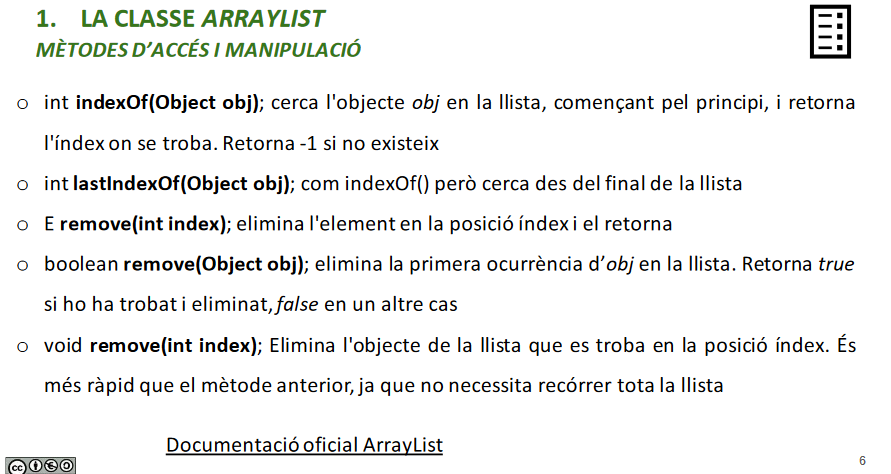 1. LA CLASSE ARRAYLIST
MÈTODES D’ACCÉS I MANIPULACIÓ
o int indexOf(Object obj); cerca l'objecte obj en la llista, començant pel principi, i retorna
l'índex on se troba. Retorna -1 si no existeix
o int lastIndexOf(Object obj); com indexOf() però cerca des del final de la llista
o E remove(int index); elimina l'element en la posició índex i el retorna
o boolean remove(Object obj); elimina la primera ocurrència d’obj en la llista. Retorna true
si ho ha trobat i eliminat, false en un altre cas
o void remove(int index); Elimina l'objecte de la llista que es troba en la posició índex. És
més ràpid que el mètode anterior, ja que no necessita recórrer tota la llista
Documentació oficial ArrayList
cc
6